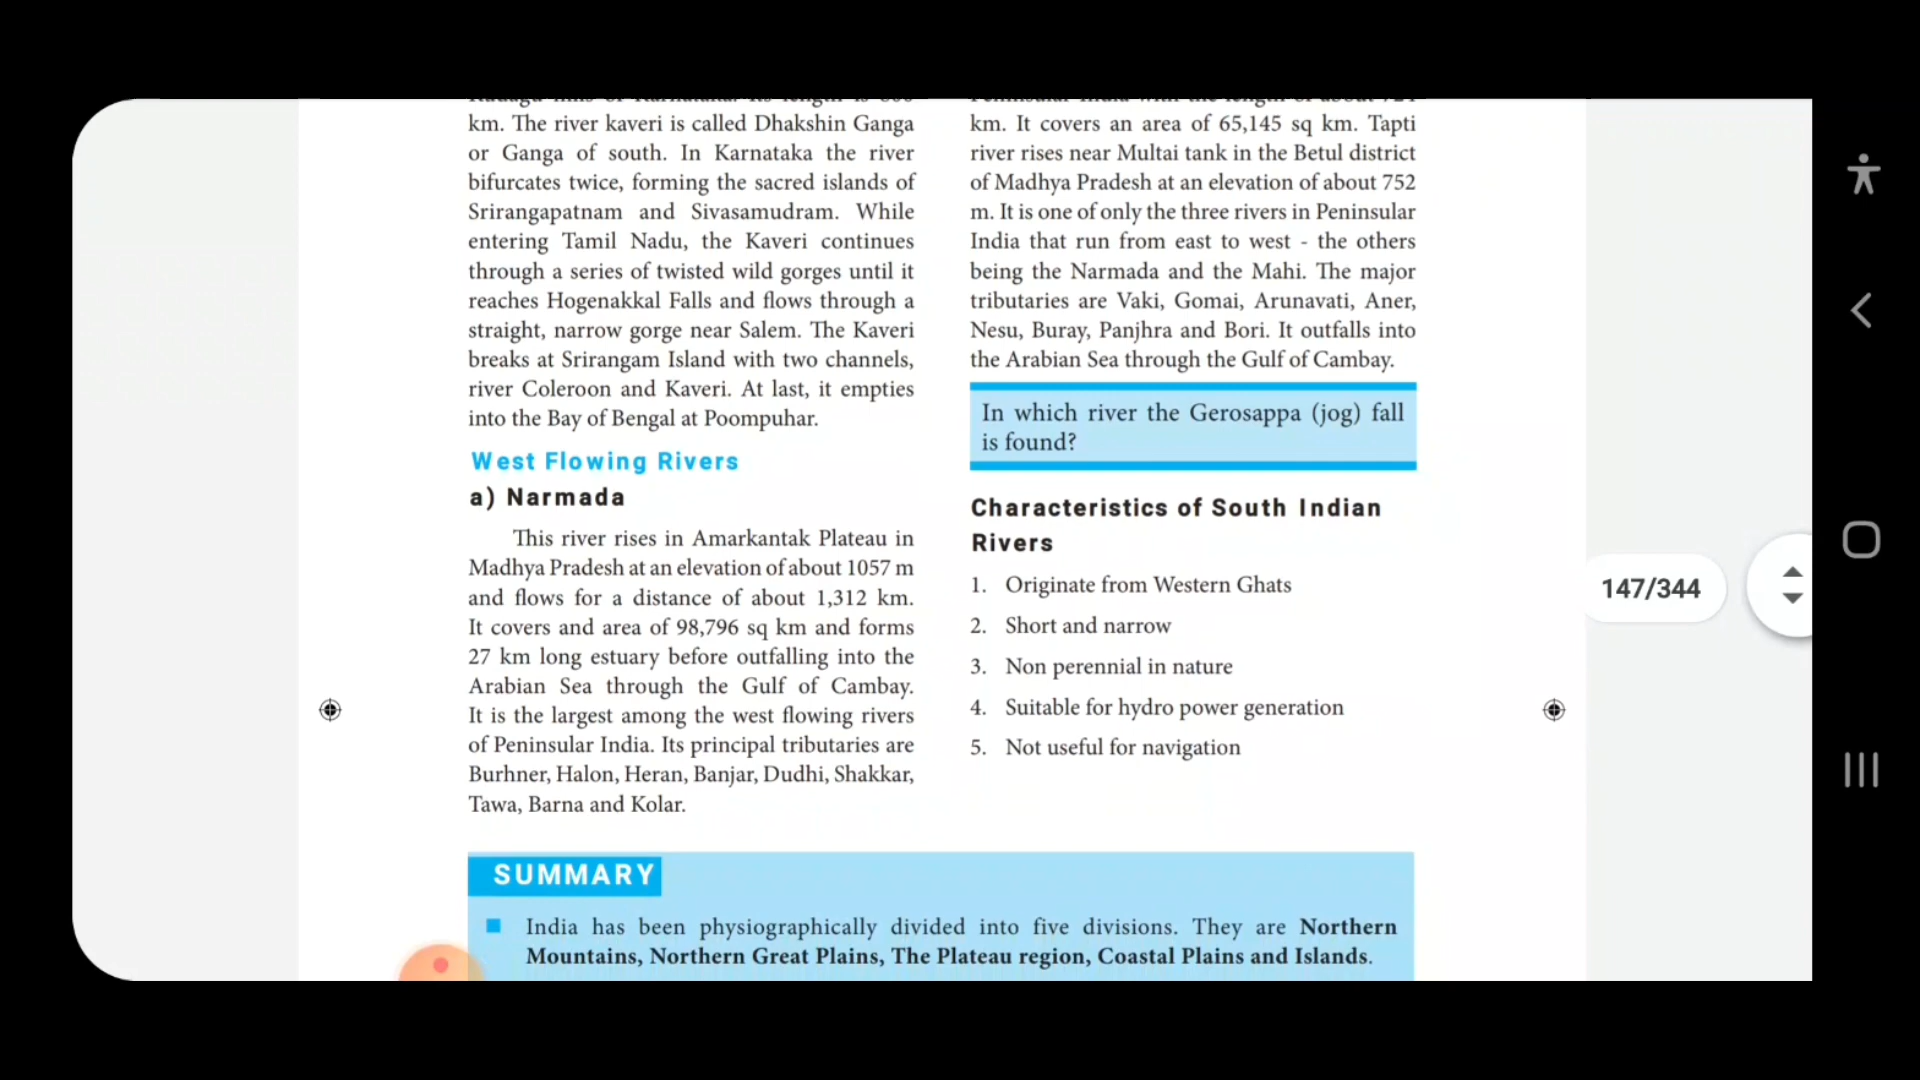 km. The river kaveri is called Dhakshin Ganga
or Ganga of south. In Karnataka the river
bifurcates twice, forming the sacred islands of
Srirangapatnam and Sivasamudram. While
entering Tamil Nadu, the Kaveri continues
through a series of twisted wild gorges until it
reaches Hogenakkal Falls and flows through a
straight, narrow gorge near Salem. The Kaveri
breaks at Srirangam Island with two channels,
river Coleroon and Kaveri. At last, it empties
into the Bay of Bengal at Poompuhar.
West Flowing Rivers
a) Narmada
This river rises in Amarkantak Plateau in
Madhya Pradesh at an elevation of about 1057 m
and flows for a distance of about 1,312 km.
It covers and area of 98,796 sq km and forms
27 km long estuary before outfalling into the
Arabian Sea through the Gulf of Cambay.
It is the largest among the west flowing rivers
of Peninsular India. Its principal tributaries are
Burhner, Halon, Heran, Banjar, Dudhi, Shakkar,
Tawa, Barna and Kolar.
km. It covers an area of 65,145 sq km. Tapti
river rises near Multai tank in the Betul district
of Madhya Pradesh at an elevation of about 752
m. It is one of only the three rivers in Peninsular
India that run from east to west - the others
being the Narmada and the Mahi. The major
tributaries are Vaki, Gomai, Arunavati, Aner,
Nesu, Buray, Panjhra and Bori. It outfalls into
the Arabian Sea through the Gulf of Cambay.
In which river the Gerosappa (jog) fall
is found?
Characteristics of South Indian
Rivers
1. Originate from Western Ghats
2. Short and narrow
3. Non perennial in nature
4. Suitable for hydro power generation
5. Not useful for navigation
147/344
SUMMARY
India has been physiographically divided into five divisions. They are Northern
Mountains, Northern Great Plains, The Plateau region, Coastal Plains and Islands.